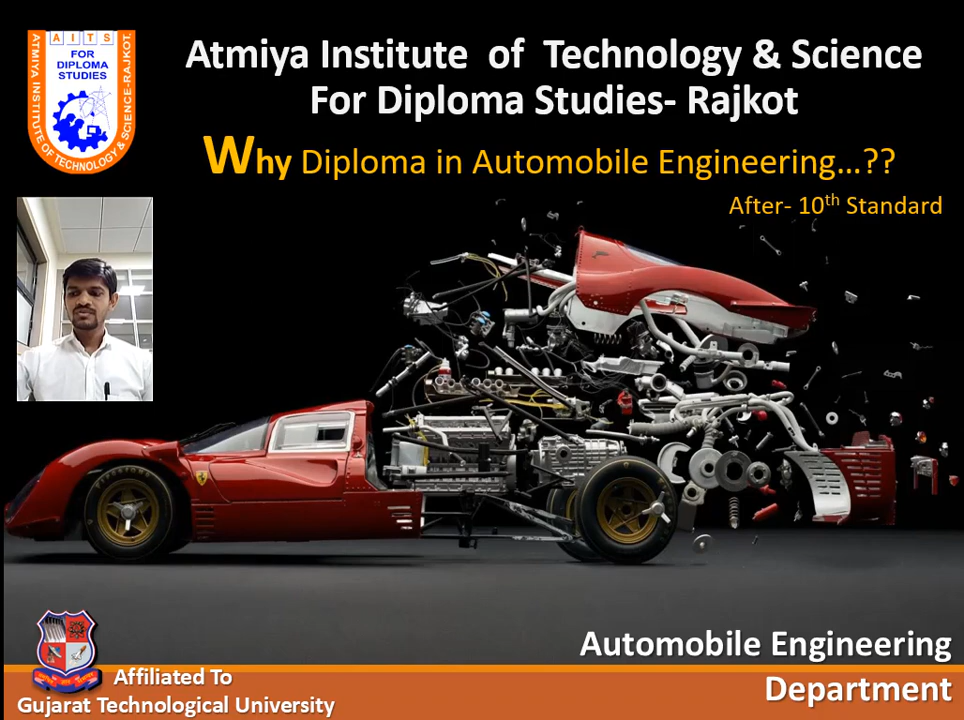 A I T S
FOR
DIPLOMA
STUDIES
ATMIYA INSTITUTE OF TECHNOLOGY & SCIENCE-RAJKOT.
Atmiya Institute of Technology & Science
For Diploma Studies- Rajkot
Why Diploma in Automobile Engineering...??
After- 10th Standard
Automobile Engineering
Department
Affiliated To
Gujarat Technological University